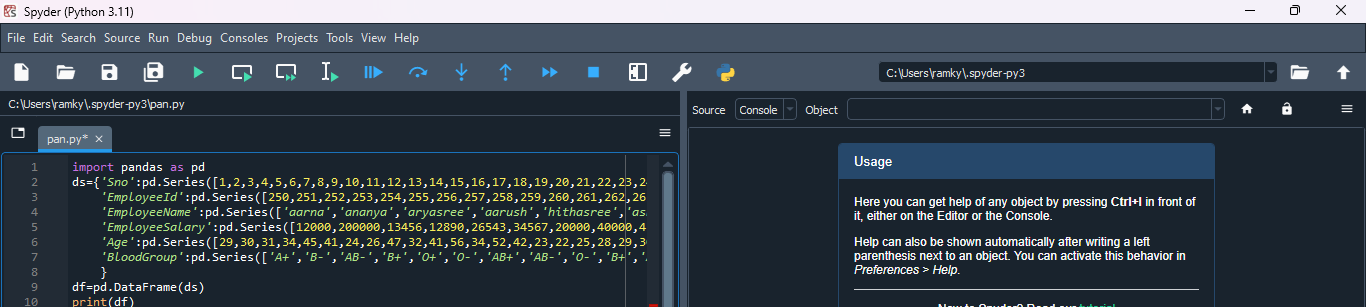 Spyder (Python 3.11)
File Edit Search Source Run Debug Consoles Projects Tools View Help
C:\Users\ramky\.spyder-py3
C:\Users\ramky\.spyder-py3\pan.py
Source Console Object
pan.py*
1 import pandas as pd
2 ds={'Sno':pd.Series([1,2,3,4,5,6,7,8,9,10,11,12,13,14,15,16,17,18,19,20,21,22,23,2
3 'EmployeeId':pd.Series([250,251,252,253,254,255,256,257,258,259,260,261,262,26
4 'EmployeeName':pd.Series(['aarna','ananya','aryasree','aarush','hithasree','as
5 'EmployeeSalary':pd.Series([12000,200000,13456,12890,26543,34567,20000,40000,4
6 'Age':pd.Series([29,30,31,34,45,41,24,26,47,32,41,56,34,52,42,23,22,25,28,29,3
7 'BloodGroup':pd.Series(['A+','B-','AB-','B+','O+','O-','AB+','AB-','O-','B+','
8 }
9 df=pd.DataFrame(ds)
10 print(df)
Usage
Here you can get help of any object by pressing Ctrl+I in front of
it, either on the Editor or the Console.
Help can also be shown automatically after writing a left
parenthesis next to an object. You can activate this behavior in
Preferences > Help.
New to Spyder? Read our tutorial